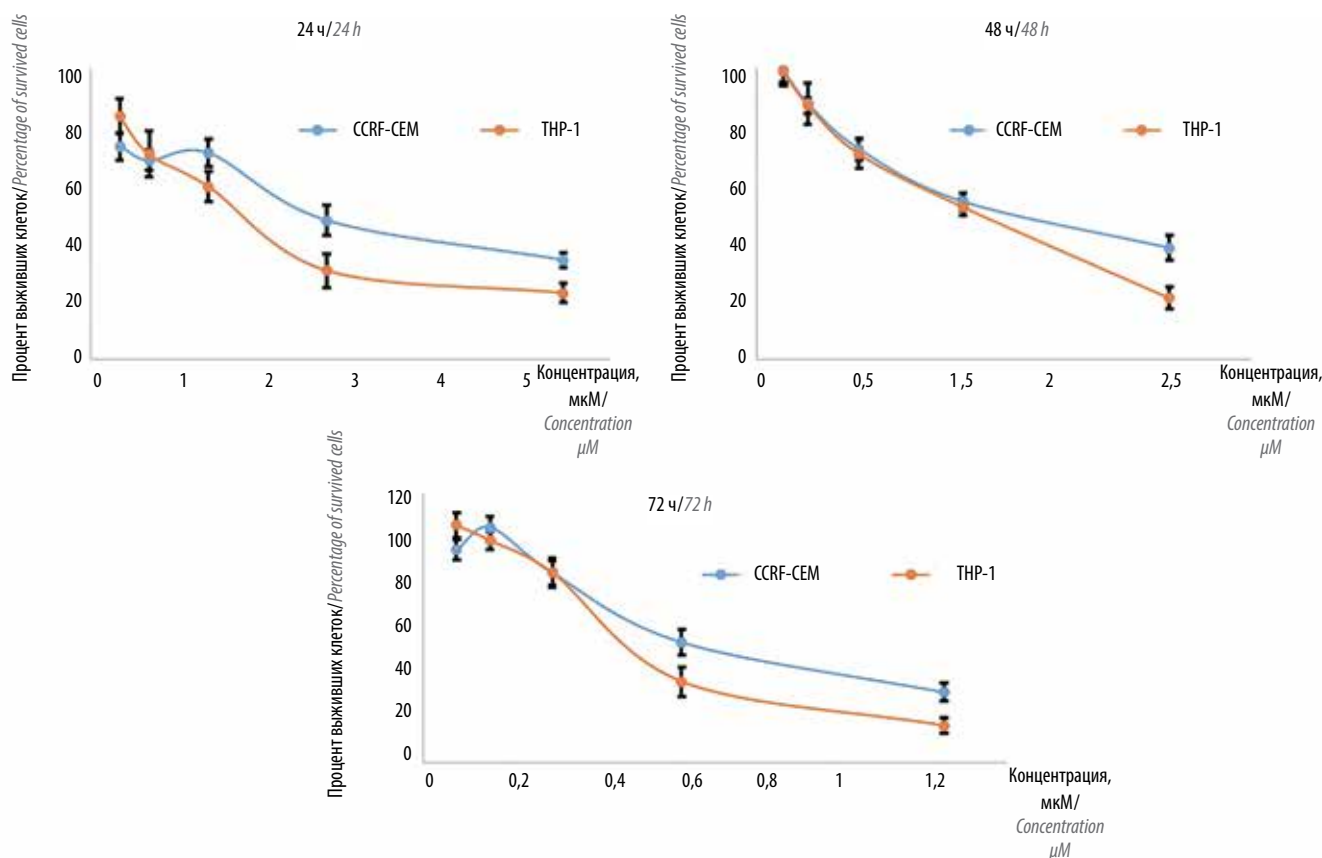 24 ч/24 h
Процент выживших клеток/Percentage of survived cells
100
80
60
40
20
0
CCRF-CEM
THP-1
0 1 2 3 4 5
Концентрация,
мкМ/
Concentration
µM
48 ч/48 h
Процент выживших клеток/Percentage of survived cells
100
80
60
40
20
0
CCRF-CEM
THP-1
0 0,5 1,5 2 2,5
Концентрация,
мкМ/
Concentration
µM
72 ч/72 h
Процент выживших клеток/Percentage of survived cells
120
100
80
60
40
20
0
CCRF-CEM
THP-1
0 0,2 0,4 0,6 0,8 1 1,2
Концентрация,
мкМ/
Concentration
µM